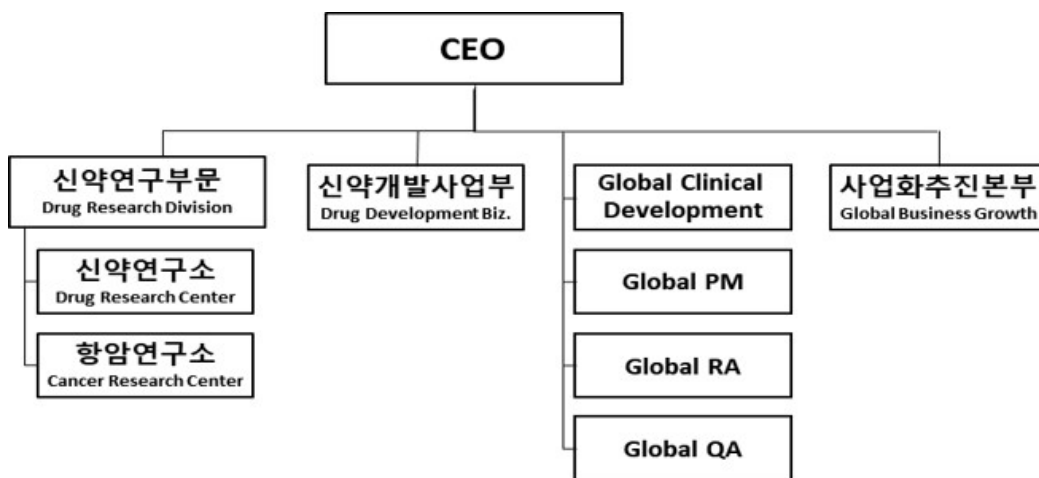 CEO
신약연구부문
Drug Research Division
신약개발사업부
Drug Development Biz.
Global Clinical
Development
사업화추진본부
Global Business Growth
신약연구소
Drug Research Center
Global PM
항암연구소
Cancer Research Center
Global RA
Global QA